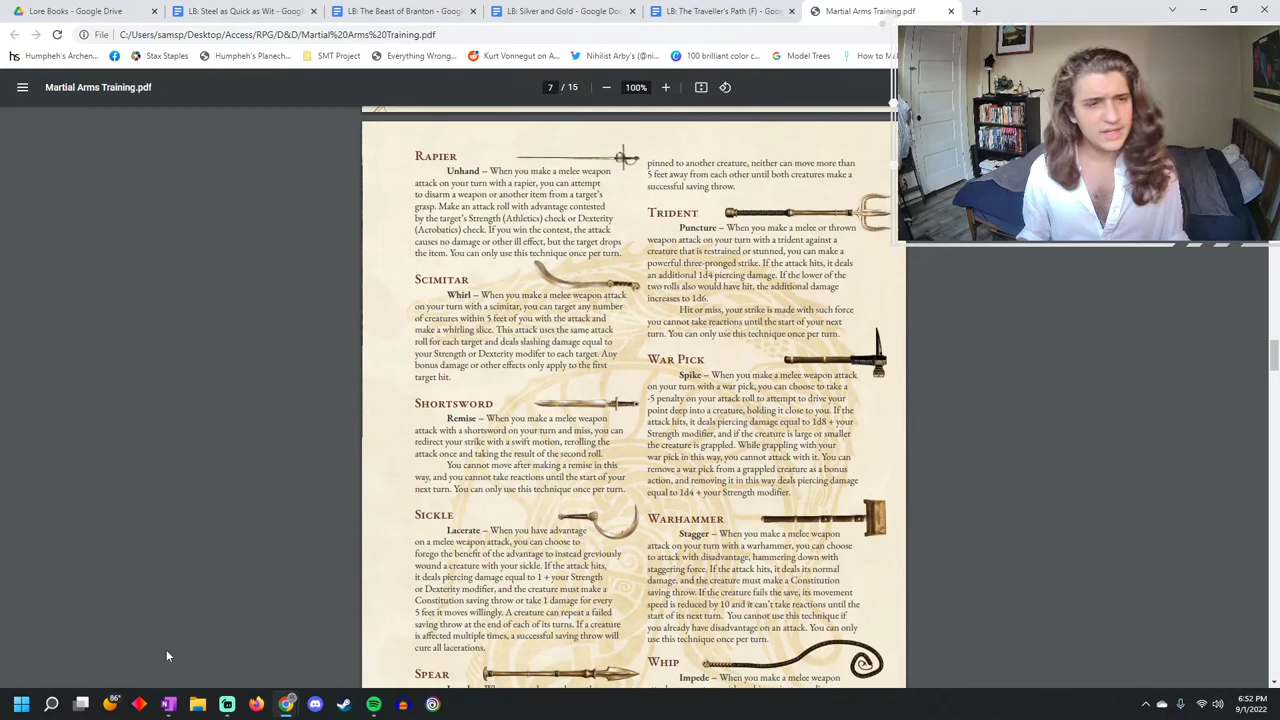 Lore Books - Google Drive
LB: Steel as Quick as Wit - Google
LB: The Beast of Branton - Google
LB: Silver and Gold - Google Doc
LB: The Traveller's Path (F) - Goog
Martial Arms Training.pdf
File
hs Humpheh's Archen...
Stax Staples
Humpheh's Planech...
SMT Project
Everything Wrong...
Kurt Vonnegut on A...
Nihilist Arby's (@ni...
100 brilliant color c...
Model Trees
How to
Martial Arms Training.pdf
7 / 15
100%
Rapier
Unhand – When you make a melee weapon
attack on your turn with a rapier, you can attempt
to disarm a weapon or another item from a target's
grasp. Make an attack roll with advantage contested
by the target's Strength (Athletics) check or Dexterity
(Acrobatics) check. If you win the contest, the attack
causes no damage or other ill effect, but the target drops
the item. You can only use this technique once per turn.
Scimitar
Whirl – When you make a melee weapon attack
on your turn with a scimitar, you can target any number
of creatures within 5 feet of you with the attack and
make a whirling slice. This attack uses the same attack
roll for each target and deals slashing damage equal to
your Strength or Dexterity modifer to each target. Any
bonus damage or other effects only apply to the first
target hit.
Shortsword
Remise – When you make a melee weapon
attack with a shortsword on your turn and miss, you can
redirect your strike with a swift motion, rerolling the
attack once and taking the result of the second roll.
You cannot move after making a remise in this
way, and you cannot take reactions until the start of your
next turn. You can only use this technique once per turn.
Sickle
Lacerate – When you have advantage
on a melee weapon attack, you can choose to
forego the benefit of the advantage to instead greviously
wound a creature with your sickle. If the attack hits,
it deals piercing damage equal to 1 + your Strength
or Dexterity modifier, and the creature must make a
Constitution saving throw or take 1 damage for every
5 feet it moves willingly. A creature can repeat a failed
saving throw at the end of each of its turns. If a creature
is affected multiple times, a successful saving throw will
cure all lacerations.
Spear
pinned to another creature, neither can move more than
5 feet away from each other until both creatures make a
successful saving throw.
Trident
Puncture – When you make a melee or thrown
weapon attack on your turn with a trident against a
creature that is restrained or stunned, you can make a
powerful three-pronged strike. If the attack hits, it deals
an additional 1d4 piercing damage. If the lower of the
two rolls also would have hit, the additional damage
increases to 1d6.
Hit or miss, your strike is made with such force
you cannot take reactions until the start of your next
turn. You can only use this technique once per turn.
War Pick
Spike – When you make a melee weapon attack
on your turn with a war pick, you can choose to take a
-5 penalty on your attack roll to attempt to drive your
point deep into a creature, holding it close to you. If the
attack hits, it deals piercing damage equal to 1d8 + your
Strength modifier, and if the creature is large or smaller
the creature is grappled. While grappling with your
war pick in this way, you cannot attack with it. You can
remove a war pick from a grappled creature as a bonus
action, and removing it in this way deals piercing damage
equal to 1d4 + your Strength modifier.
Warhammer
Stagger – When you make a melee weapon
attack on your turn with a warhammer, you can choose
to attack with disadvantage, hammering down with
staggering force. If the attack hits, it deals its normal
damage, and the creature must make a Constitution
saving throw. If the creature fails the save, its movement
speed is reduced by 10 and it can't take reactions until the
start of its next turn. You cannot use this technique if
you already have disadvantage on an attack. You can only
use this technique once per turn.
Whip
Impede – When you make a melee weapon
6:52 PM
9/1/2022